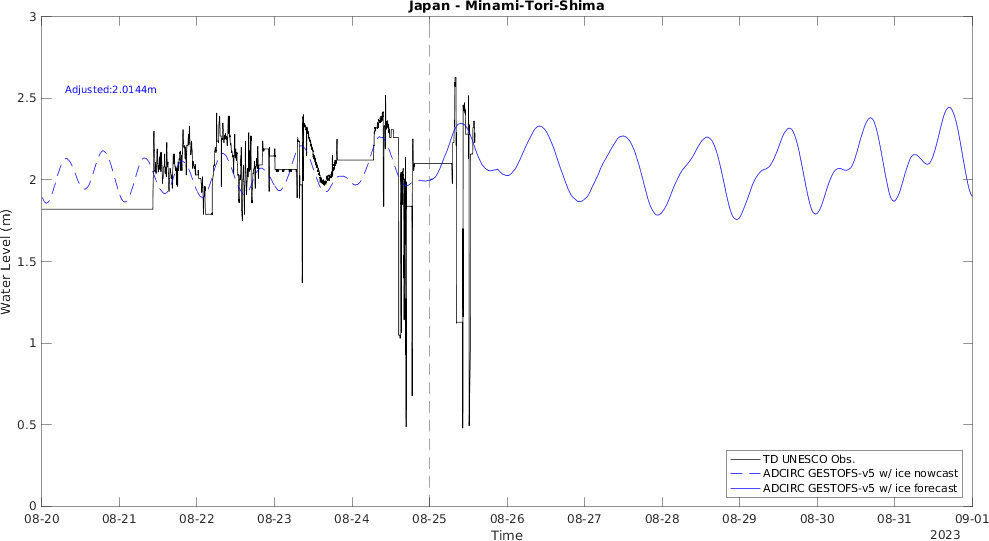 Japan - Minami-Tori-Shima
3
2.5
2
1.5
1
0.5
0
Water Level (m)
Adjusted:2.0144m
TD UNESCO Obs.
ADCIRC GESTOFS-v5 w/ ice nowcast
ADCIRC GESTOFS-v5 w/ ice forecast
08-20 08-21 08-22 08-23 08-24 08-25 08-26 08-27 08-28 08-29 08-30 08-31 09-01
Time
2023